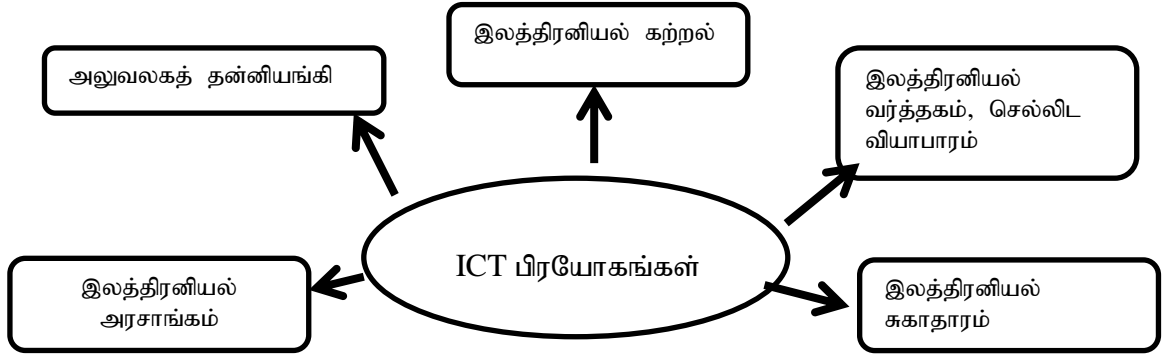 இலத்திரனியல் கற்றல்
அலுவலகத் தன்னியங்கி
இலத்திரனியல்
வர்த்தகம், செல்லிட
வியாபாரம்
ICT பிரயோகங்கள்
இலத்திரனியல்
அரசாங்கம்
இலத்திரனியல்
சுகாதாரம்